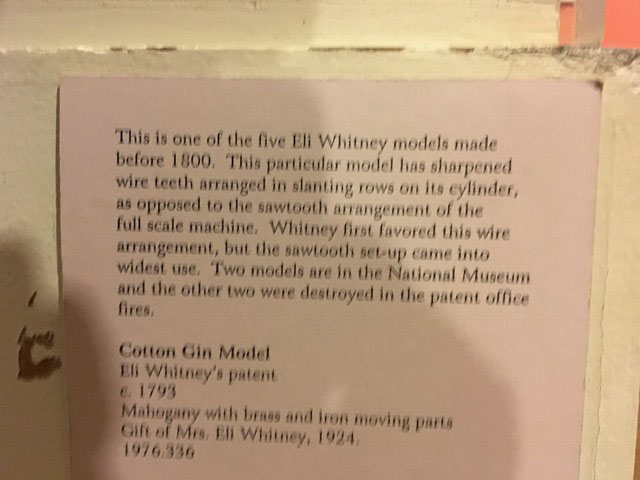 This is one of the five Eli Whitney models made
before 1800. This particular model has sharpened
wire teeth arranged in slanting rows on its cylinder,
as opposed to the sawtooth arrangement of the
full scale machine. Whitney first favored this wire
arrangement, but the sawtooth set-up came into
widest use. Two models are in the National Museum
and the other two were destroyed in the patent office
fires.
Cotton Gin Model
Eli Whitney's patent
c. 1793
Mahogany with brass and iron moving parts
Gift of Mrs. Eli Whitney, 1924.
1976.336